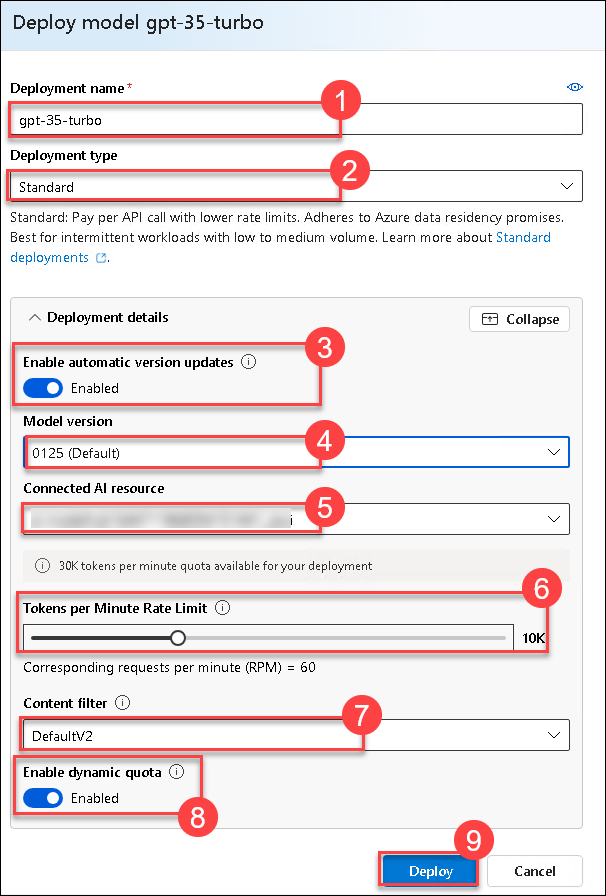 Deploy model gpt-35-turbo
Deployment name *
1
gpt-35-turbo
Deployment type
2
Standard
Standard: Pay per API call with lower rate limits. Adheres to Azure data residency promises.
Best for intermittent workloads with low to medium volume. Learn more about Standard
deployments.
Deployment details
Collapse
3
Enable automatic version updates
Enabled
Model version
4
0125 (Default)
Connected AI resource
5
30K tokens per minute quota available for your deployment
6
Tokens per Minute Rate Limit
10K
Corresponding requests per minute (RPM) = 60
Content filter
7
DefaultV2
Enable dynamic quota
Enabled
8
9
Deploy
Cancel